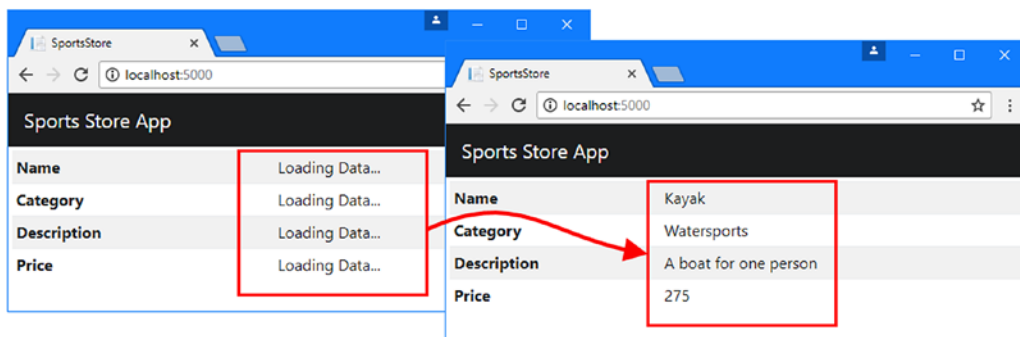 SportsStore
localhost:5000
Sports Store App
Name Loading Data...
Category Loading Data...
Description Loading Data...
Price Loading Data...
SportsStore
localhost:5000
Sports Store App
Name Kayak
Category Watersports
Description A boat for one person
Price 275